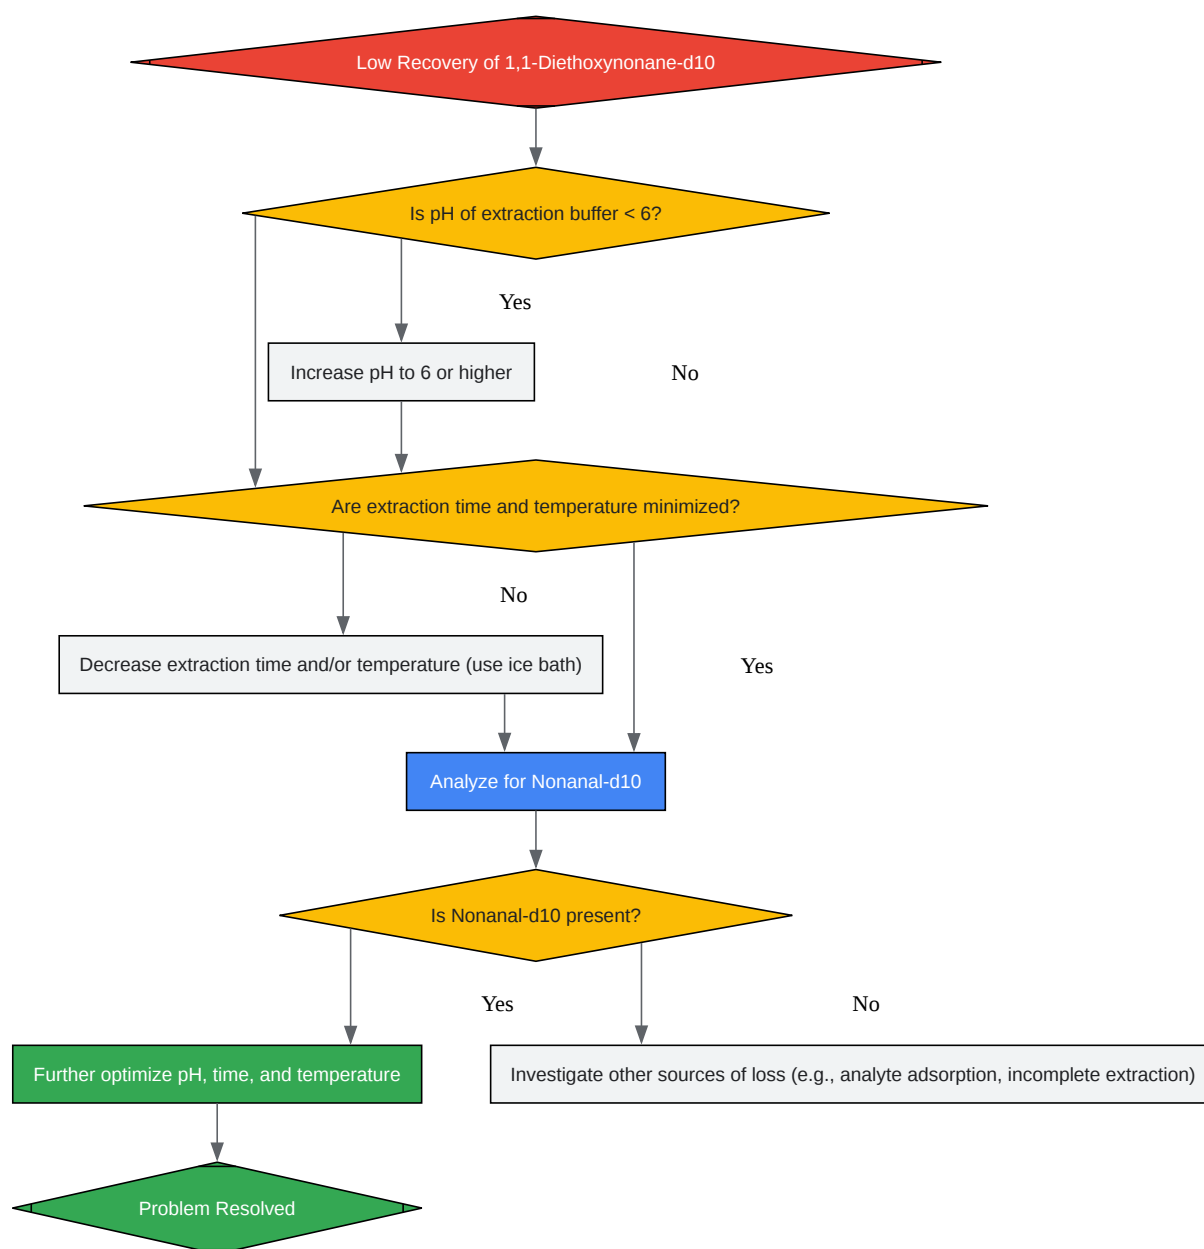 Low Recovery of 1,1-Diethoxynonane-d10
Is pH of extraction buffer < 6?
Yes
Increase pH to 6 or higher
No
Are extraction time and temperature minimized?
No
Decrease extraction time and/or temperature (use ice bath)
Yes
Analyze for Nonanal-d10
Is Nonanal-d10 present?
Yes
No
Further optimize pH, time, and temperature
Investigate other sources of loss (e.g., analyte adsorption, incomplete extraction)
Problem Resolved